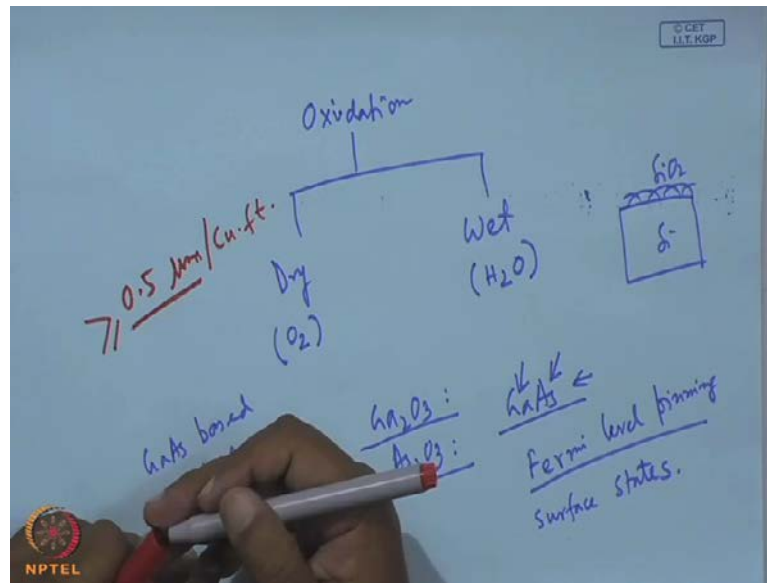 © CET
I.I.T. KGP
Oxidation
≥ 0.5 μm/Cu.ft.
Dry
(O2)
Wet
(H2O)
SiO2
Si
GaAs based
Ga2O3 :
As2O3 :
GaAs ←
Fermi level pinning
surface states.
NPTEL